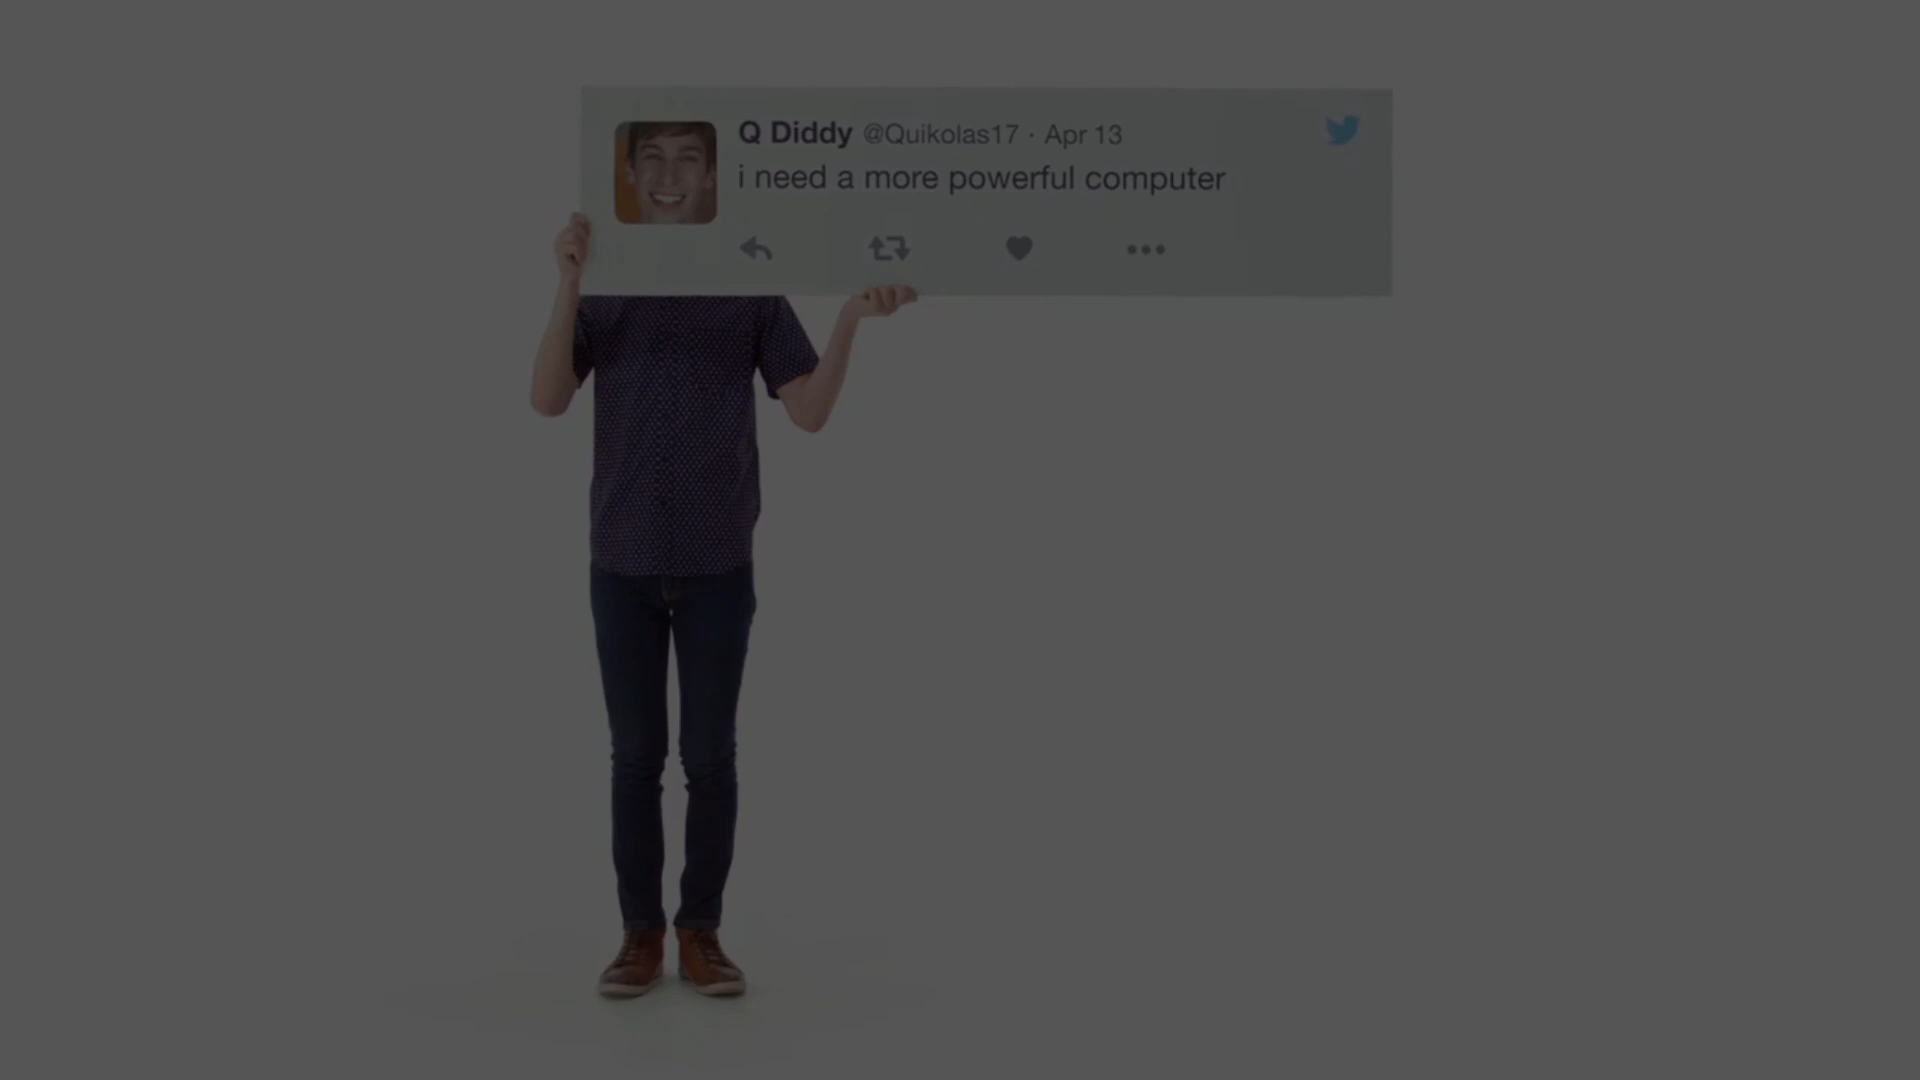 Q Diddy @Quikolas17 · Apr 13
i need a more powerful computer